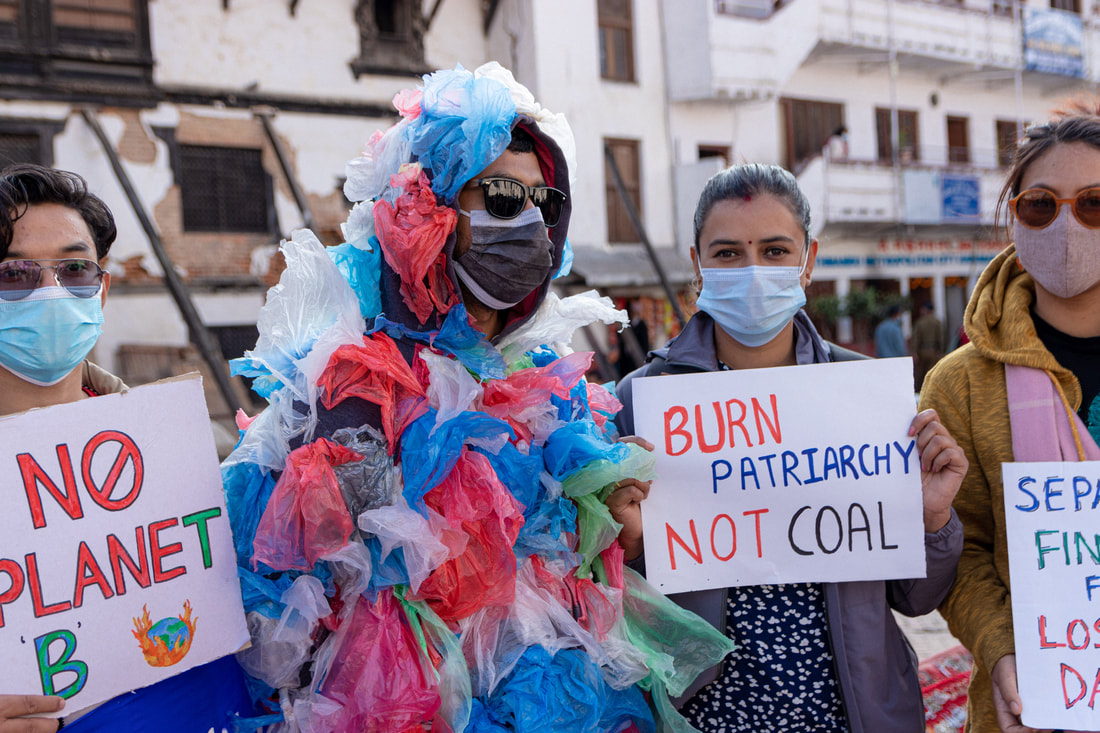 NO
PLANET
'B'
BURN
PATRIARCHY
NOT COAL
SEPA
FIN
F
LOS
DA